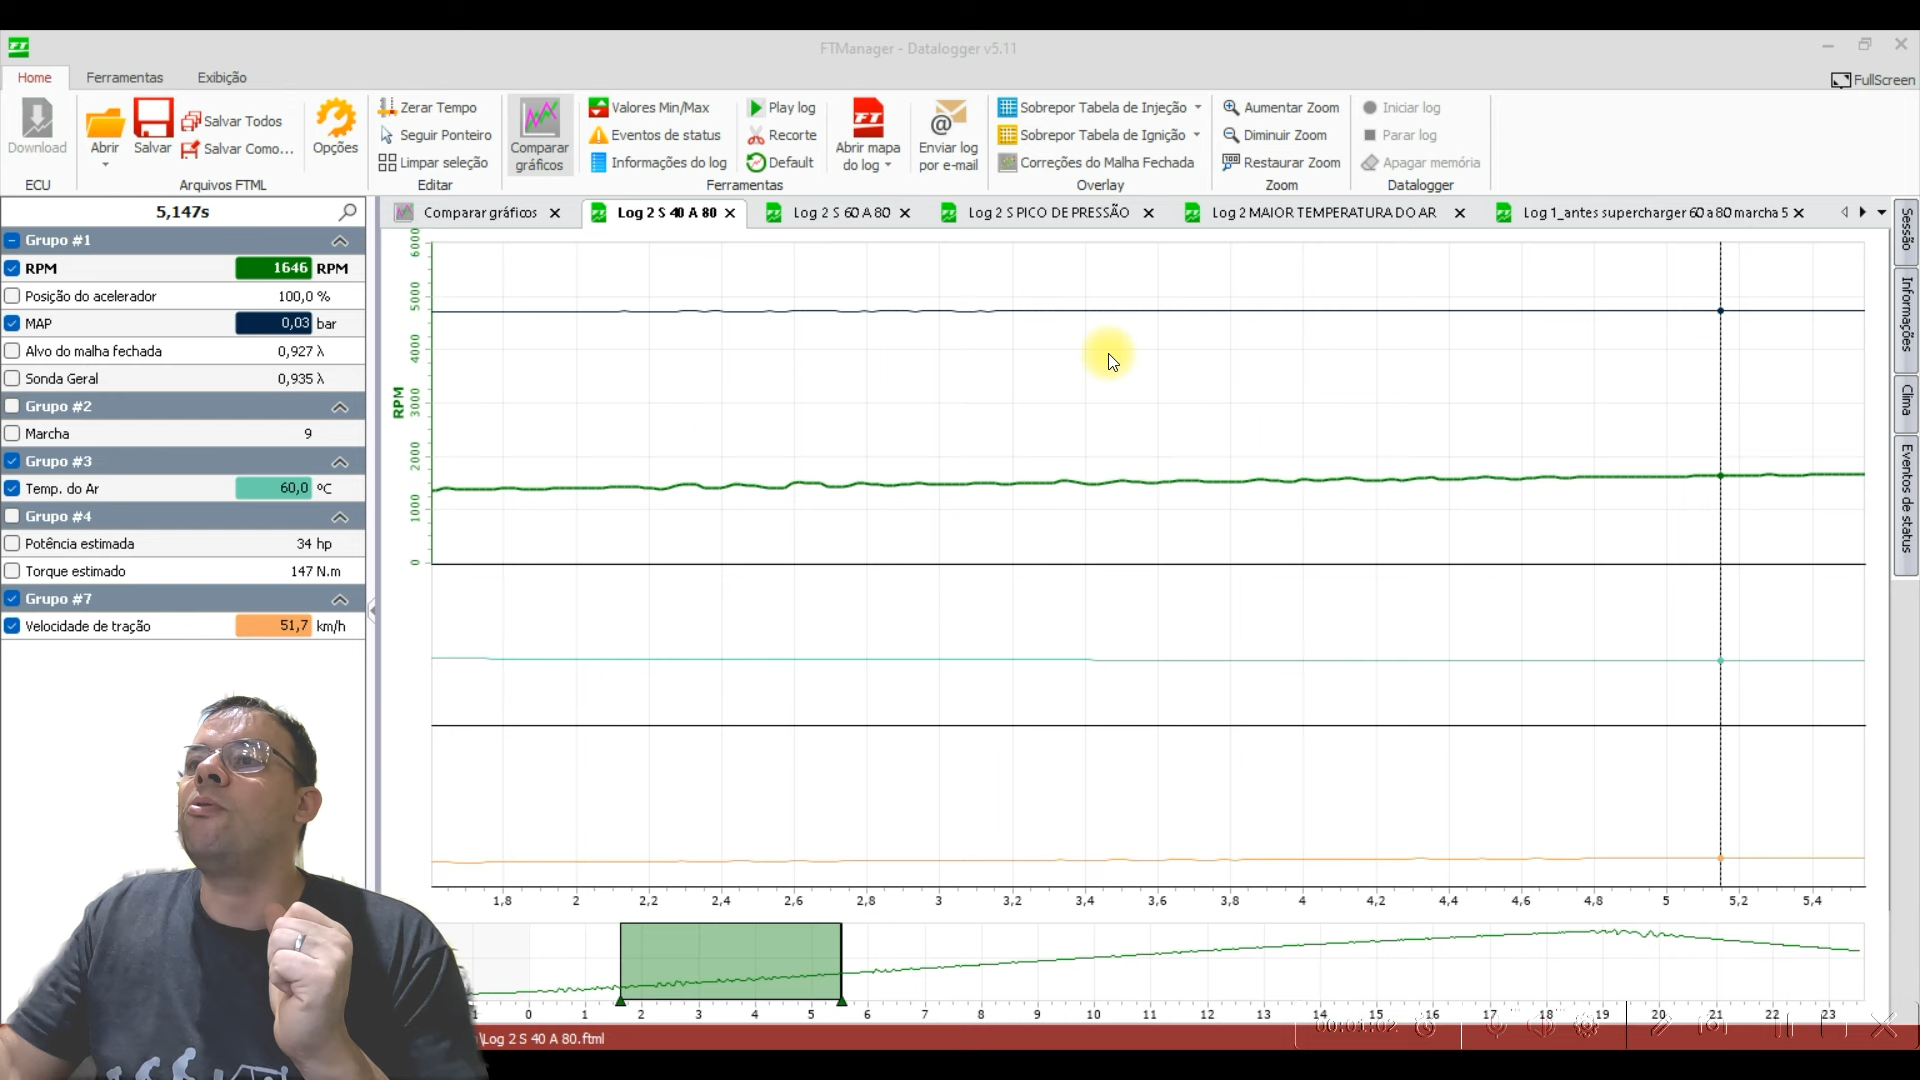 FT
FTManager - Datalogger v5.11
Home Ferramentas Exibição
FullScreen
Download
Abrir
Salvar
Salvar Todos
Salvar Como...
Opções
Zerar Tempo
Seguir Ponteiro
Limpar seleção
Comparar
gráficos
Valores Min/Max
Eventos de status
Informações do log
Play log
Recorte
Default
FT
Abrir mapa
do log
Enviar log
por e-mail
Sobrepor Tabela de Injeção
Sobrepor Tabela de Ignição
Correções do Malha Fechada
Aumentar Zoom
Diminuir Zoom
Restaurar Zoom
Iniciar log
Parar log
Apagar memória
ECU Arquivos FTML Editar Ferramentas Overlay Zoom Datalogger
5,147s
Comparar gráficos Log 2 S 40 A 80 Log 2 S 60 A 80 Log 2 S PICO DE PRESSÃO Log 2 MAIOR TEMPERATURA DO AR Log 1_antes supercharger 60 a 80 marcha 5
Grupo #1
RPM 1646 RPM
Posição do acelerador 100,0 %
MAP 0,03 bar
Alvo do malha fechada 0,927 λ
Sonda Geral 0,935 λ
Grupo #2
Marcha 9
Grupo #3
Temp. do Ar 60,0 ºC
Grupo #4
Potência estimada 34 hp
Torque estimado 147 N.m
Grupo #7
Velocidade de tração 51,7 km/h
6000
5000
4000
3000
2000
1000
0
RPM
Sessão
Informações
Clima
Eventos de status
1,8 2 2,2 2,4 2,6 2,8 3 3,2 3,4 3,6 3,8 4 4,2 4,4 4,6 4,8 5 5,2 5,4
1 0 1 2 3 4 5 6 7 8 9 10 11 12 13 14 15 16 17 18 19 20 21 22 23
\Log 2 S 40 A 80.ftml
00:01:02